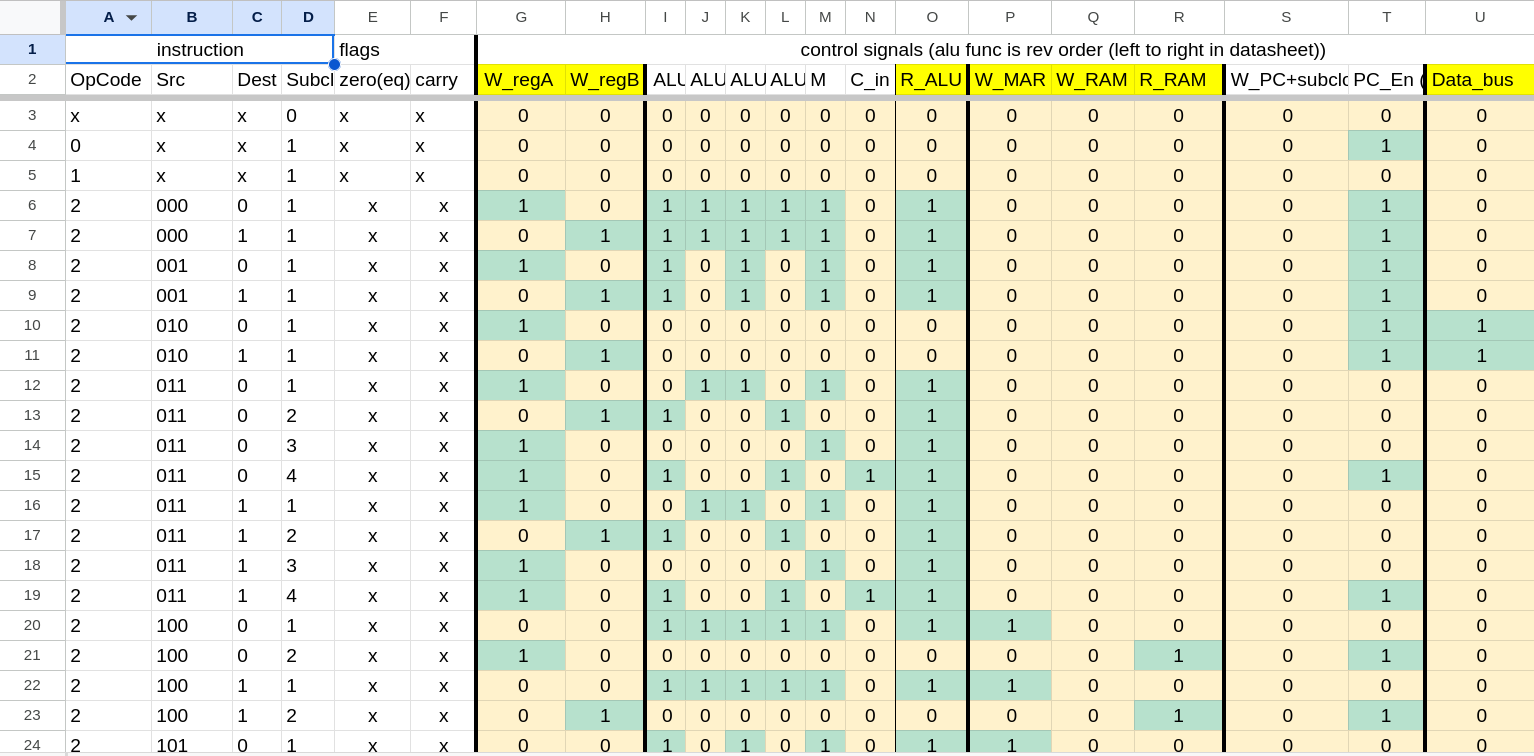 A B C D E F G H I J K L M N O P Q R S T U
1 instruction flags control signals (alu func is rev order (left to right in datasheet))
2 OpCode Src Dest Subcl zero(eq) carry W_regA W_regB ALU ALU ALU ALU M C_in R_ALU W_MAR W_RAM R_RAM W_PC+subclo PC_En ( Data_bus
3 x x x 0 x x 0 0 0 0 0 0 0 0 0 0 0 0 0 0 0
4 0 x x 1 x x 0 0 0 0 0 0 0 0 0 0 0 0 0 1 0
5 1 x x 1 x x 0 0 0 0 0 0 0 0 0 0 0 0 0 0 0
6 2 000 0 1 x x 1 0 1 1 1 1 1 0 1 0 0 0 0 1 0
7 2 000 1 1 x x 0 1 1 1 1 1 1 0 1 0 0 0 0 1 0
8 2 001 0 1 x x 1 0 1 0 1 0 1 0 1 0 0 0 0 1 0
9 2 001 1 1 x x 0 1 1 0 1 0 1 0 1 0 0 0 0 1 0
10 2 010 0 1 x x 1 0 0 0 0 0 0 0 0 0 0 0 0 1 1
11 2 010 1 1 x x 0 1 0 0 0 0 0 0 0 0 0 0 0 1 1
12 2 011 0 1 x x 1 0 0 1 1 0 1 0 1 0 0 0 0 0 0
13 2 011 0 2 x x 0 1 1 0 0 1 0 0 1 0 0 0 0 0 0
14 2 011 0 3 x x 1 0 0 0 0 0 1 0 1 0 0 0 0 0 0
15 2 011 0 4 x x 1 0 1 0 0 1 0 1 1 0 0 0 0 1 0
16 2 011 1 1 x x 1 0 0 1 1 0 1 0 1 0 0 0 0 0 0
17 2 011 1 2 x x 0 1 1 0 0 1 0 0 1 0 0 0 0 0 0
18 2 011 1 3 x x 1 0 0 0 0 0 1 0 1 0 0 0 0 0 0
19 2 011 1 4 x x 1 0 1 0 0 1 0 1 1 0 0 0 0 1 0
20 2 100 0 1 x x 0 0 1 1 1 1 1 0 1 1 0 0 0 0 0
21 2 100 0 2 x x 1 0 0 0 0 0 0 0 0 0 0 1 0 1 0
22 2 100 1 1 x x 0 0 1 1 1 1 1 0 1 1 0 0 0 0 0
23 2 100 1 2 x x 0 1 0 0 0 0 0 0 0 0 0 1 0 1 0
24 2 101 0 1 x x 0 0 1 0 1 0 1 0 1 1 0 0 0 0 0